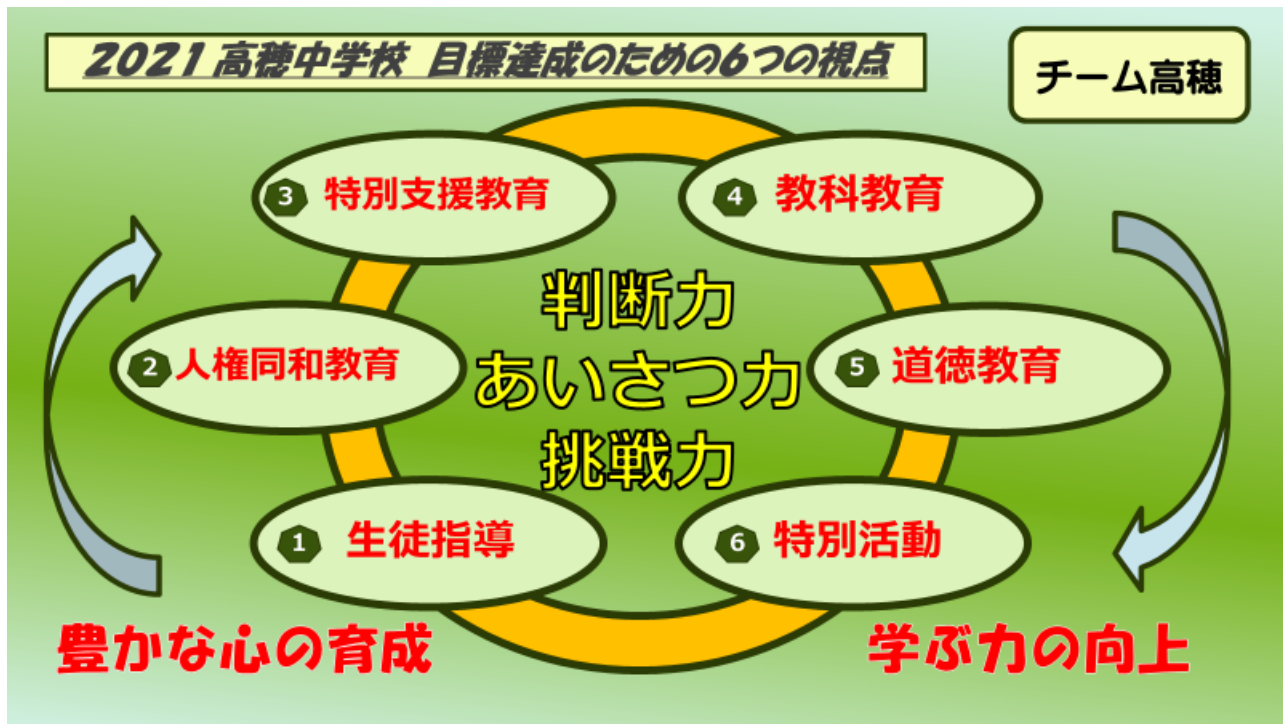 2021高穂中学校 目標達成のための6つの視点
チーム高穂
3 特別支援教育
4 教科教育
判断力
2 人権同和教育
あいさつ力
5 道徳教育
挑戦力
1 生徒指導
6 特別活動
豊かな心の育成
学ぶ力の向上